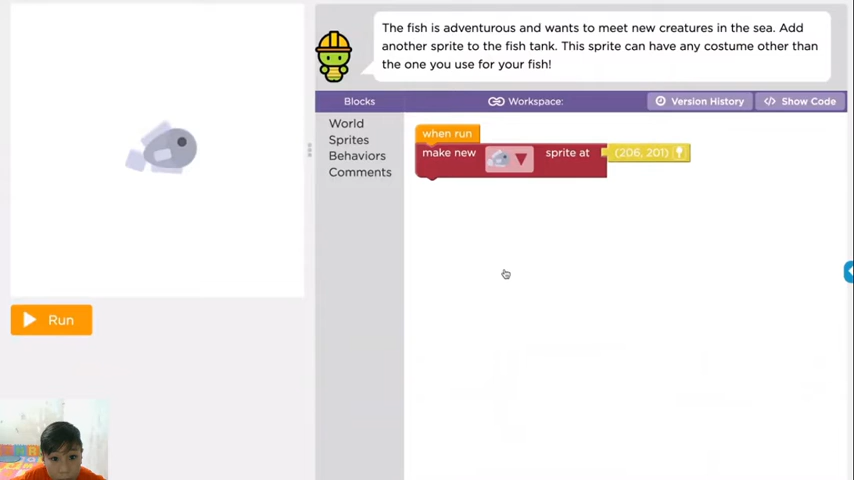 The fish is adventurous and wants to meet new creatures in the sea. Add
another sprite to the fish tank. This sprite can have any costume other than
the one you use for your fish!
Blocks
Workspace:
Version History
</> Show Code
World
Sprites
Behaviors
Comments
when run
make new
sprite at
(206, 201)
Run